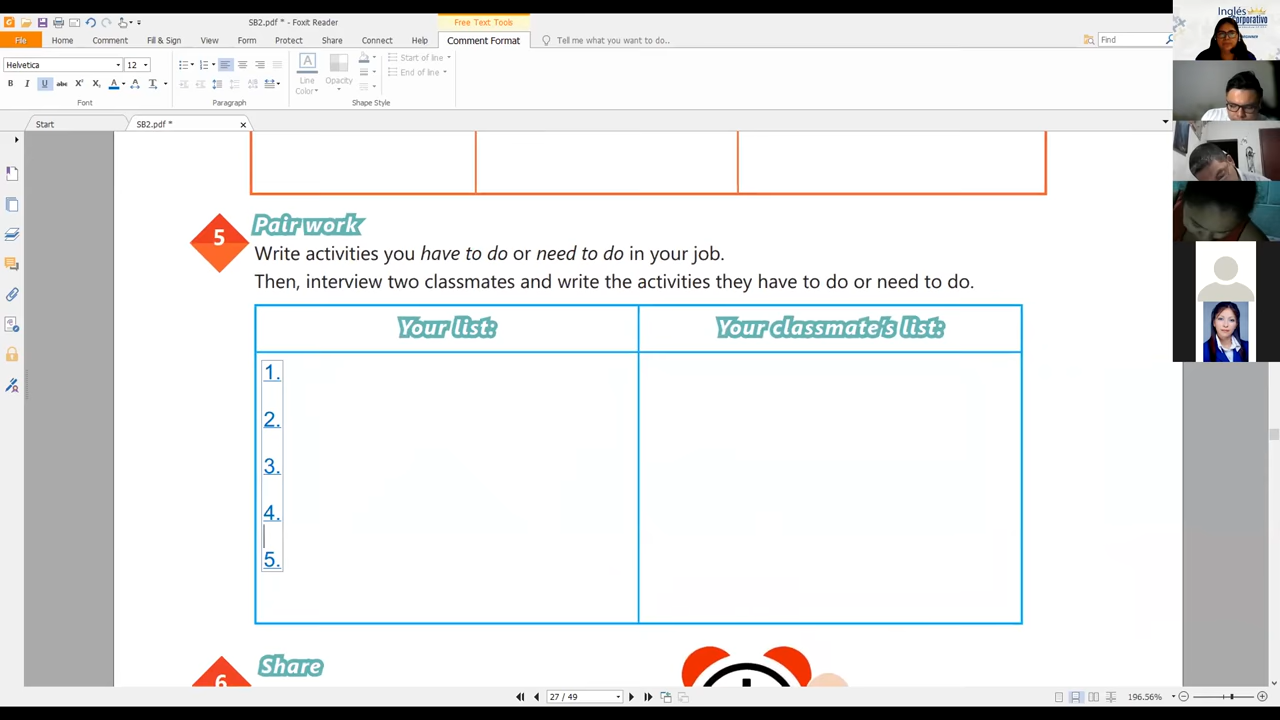 SB2.pdf * - Foxit Reader
Free Text Tools
File Home Comment Fill & Sign View Form Protect Share Connect Help Comment Format Tell me what you want to do..
Find
Inglés
Corporativo
Helvetica 12
Line
Color
Opacity
Start of line
End of line
Font Paragraph Shape Style
Start SB2.pdf *
5
Pair work
Write activities you have to do or need to do in your job.
Then, interview two classmates and write the activities they have to do or need to do.
Your list: Your classmate's list:
1.
2.
3.
4.
5.
6
Share
27 / 49
196.56%